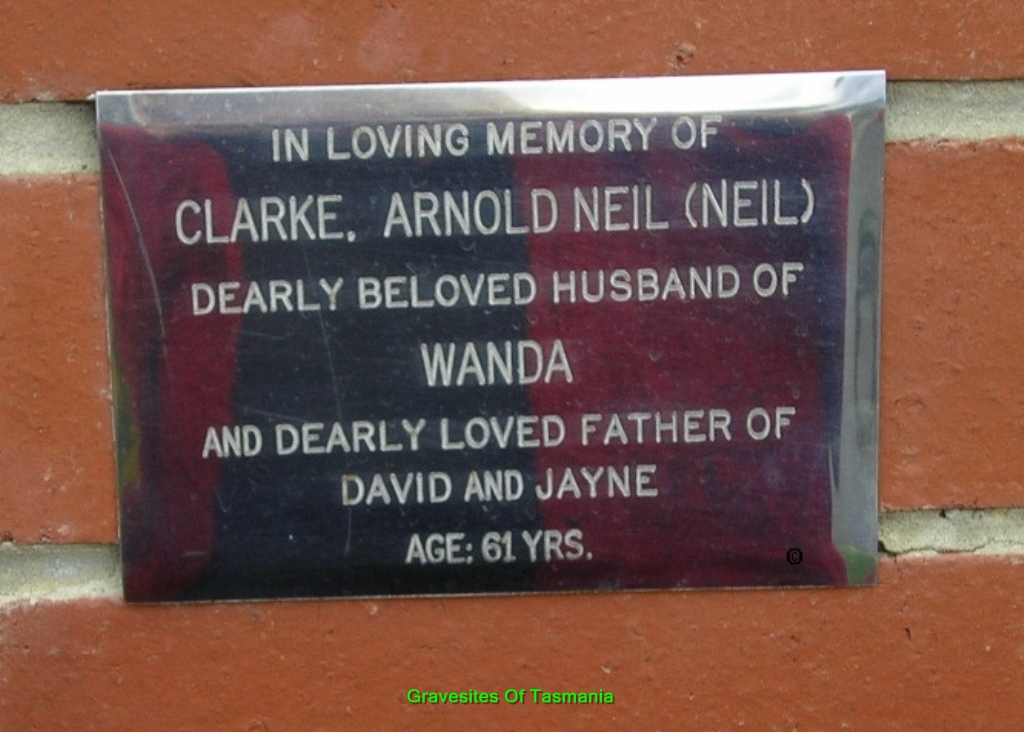 IN LOVING MEMORY OF
CLARKE. ARNOLD NEIL (NEIL)
DEARLY BELOVED HUSBAND OF
WANDA
AND DEARLY LOVED FATHER OF
DAVID AND JAYNE
AGE: 61 YRS.
©
Gravesites Of Tasmania